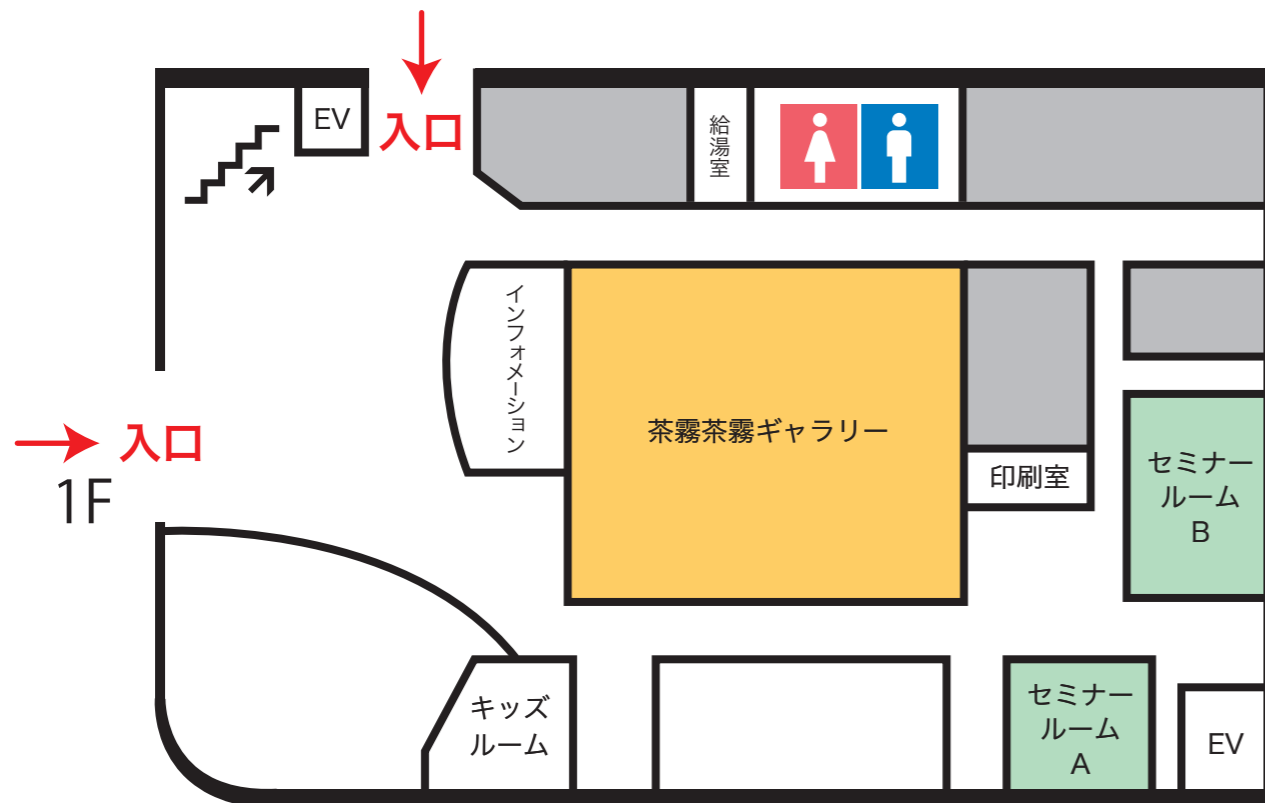 EV
入口
給湯室
インフォメーション
茶霧茶霧ギャラリー
入口
1F
印刷室
セミナー
ルーム
B
キッズ
ルーム
セミナー
ルーム
A
EV